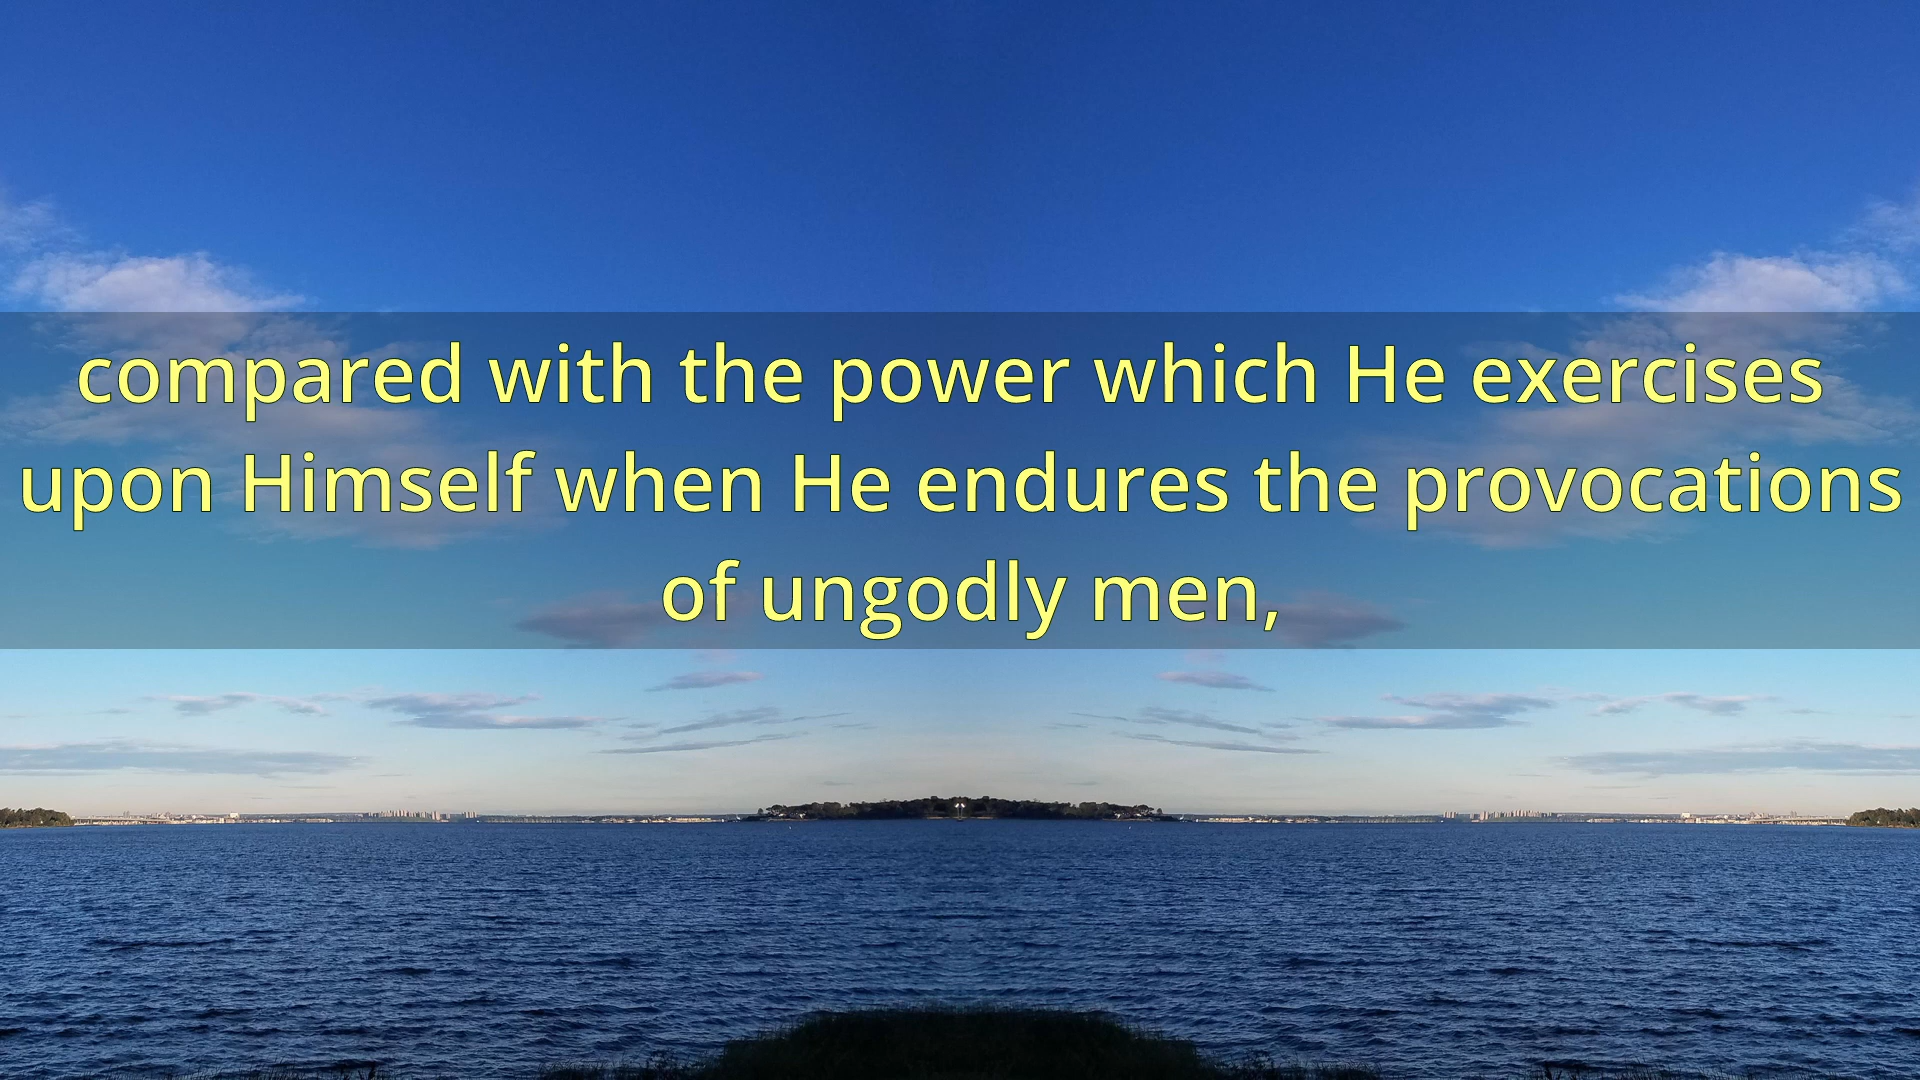 compared with the power which He exercises
upon Himself when He endures the provocations
of ungodly men,